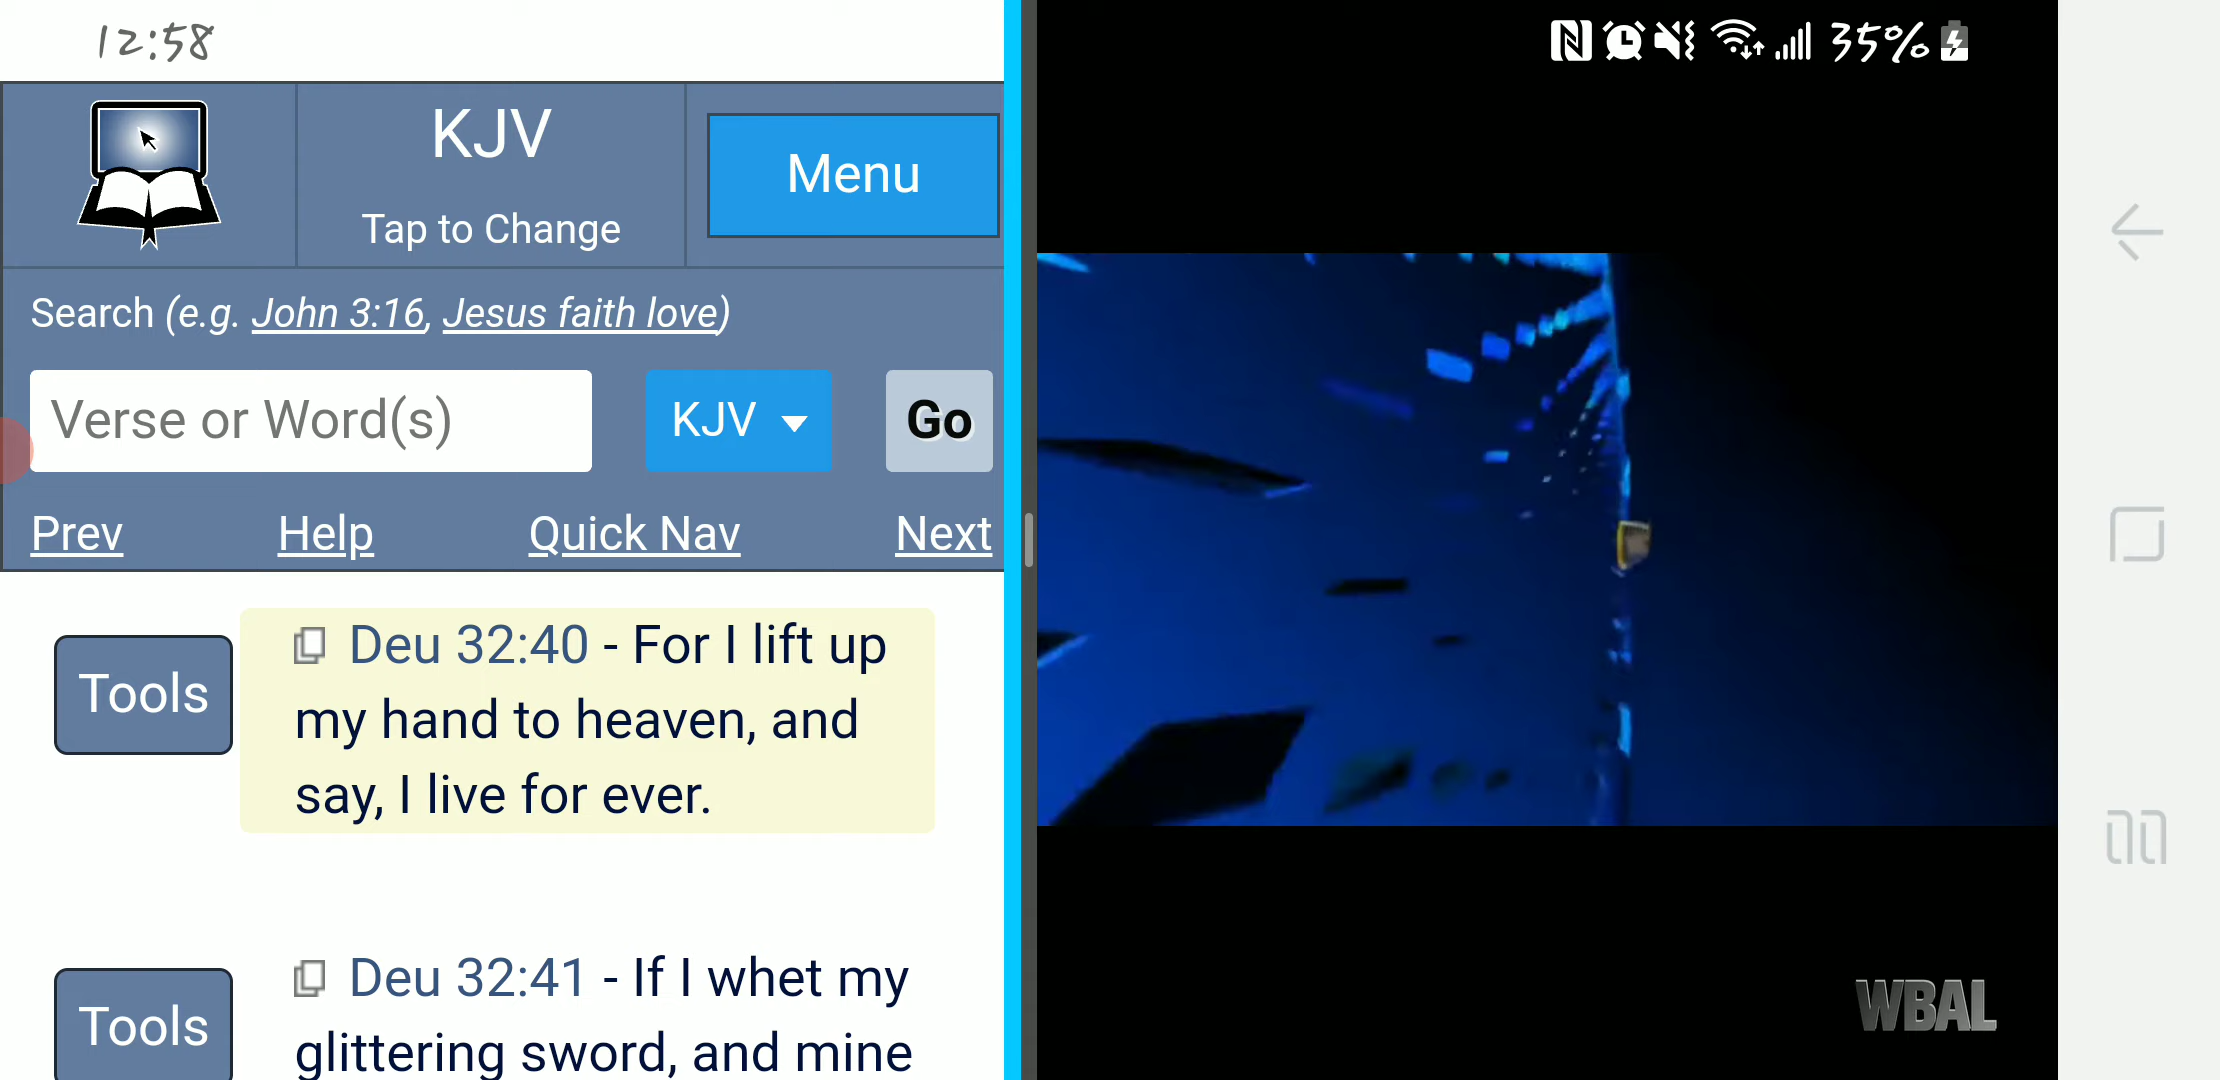 12:58
35%
KJV
Tap to Change
Menu
Search (e.g. John 3:16, Jesus faith love)
Verse or Word(s)
KJV
Go
Prev Help Quick Nav Next
Tools
Deu 32:40 - For I lift up
my hand to heaven, and
say, I live for ever.
Tools
Deu 32:41 - If I whet my
glittering sword, and mine
WBAL